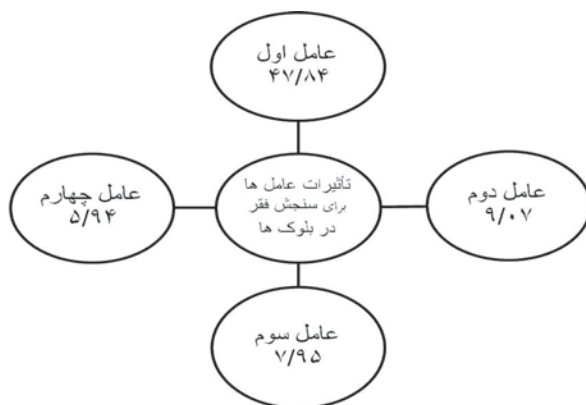 عامل اول
۴۷/۸۴
تأثیرات عامل ها
برای سنجش فقر
در بلوک ها
عامل دوم
۹/۰۷
عامل چهارم
۵/۹۴
عامل سوم
۷/۹۵